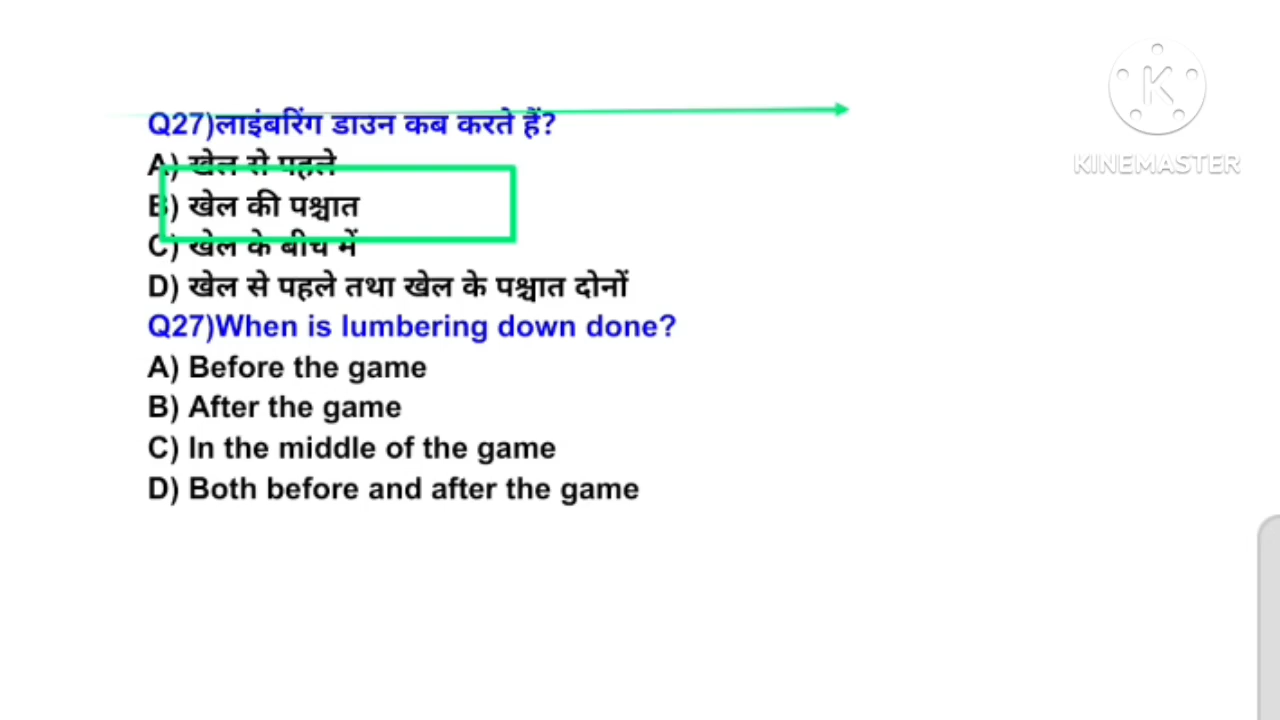 Q27)लाइंबरिंग डाउन कब करते हैं?
A) खेल से पहले
B) खेल की पश्चात
C) खेल के बीच में
D) खेल से पहले तथा खेल के पश्चात दोनों
Q27)When is lumbering down done?
A) Before the game
B) After the game
C) In the middle of the game
D) Both before and after the game
K
KINEMASTER